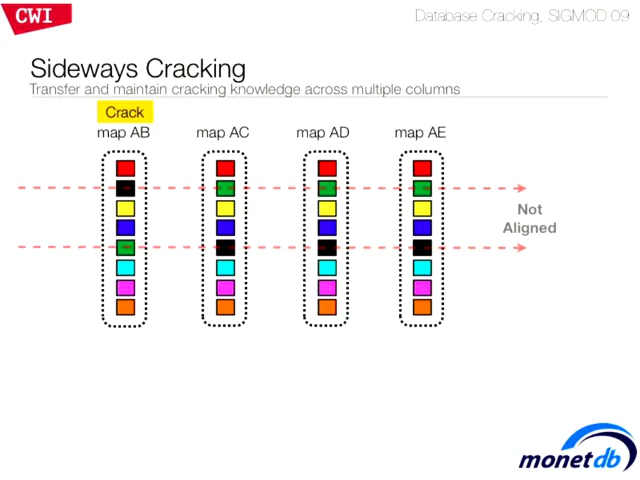 CWI
Database Cracking, SIGMOD 09
Sideways Cracking
Transfer and maintain cracking knowledge across multiple columns
Crack
map AB map AC map AD map AE
Not
Aligned
monetdb